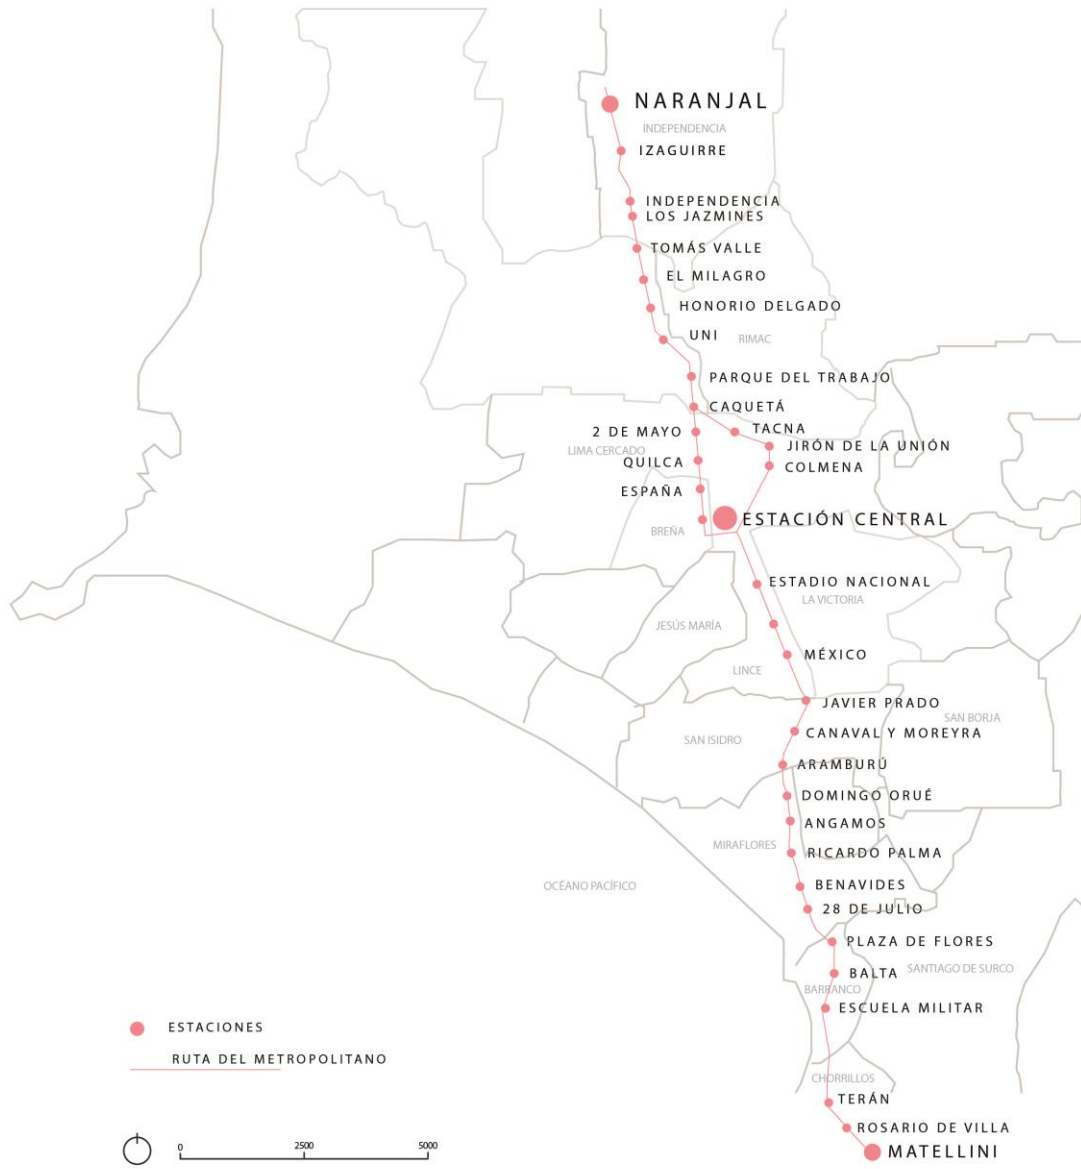 NARANJAL
INDEPENDENCIA
IZAGUIRRE
INDEPENDENCIA
LOS JAZMINES
TOMÁS VALLE
EL MILAGRO
HONORIO DELGADO
UNI
RIMAC
PARQUE DEL TRABAJO
CAQUETÁ
TACNA
2 DE MAYO
JIRÓN DE LA UNIÓN
LIMA CERCADO
QUILCA
COLMENA
ESPAÑA
ESTACIÓN CENTRAL
BREÑA
ESTADIO NACIONAL
LA VICTORIA
JESÚS MARÍA
MÉXICO
LINCE
JAVIER PRADO
SAN BORJA
CANAVAL Y MOREYRA
SAN ISIDRO
ARAMBURÚ
DOMINGO ORUÉ
ANGAMOS
MIRAFLORES
RICARDO PALMA
OCÉANO PACÍFICO
BENAVIDES
28 DE JULIO
PLAZA DE FLORES
SANTIAGO DE SURCO
BALTA
BARRANCO
ESCUELA MILITAR
ESTACIONES
RUTA DEL METROPOLITANO
CHORRILLOS
TERÁN
ROSARIO DE VILLA
MATELLINI
0 2500 5000